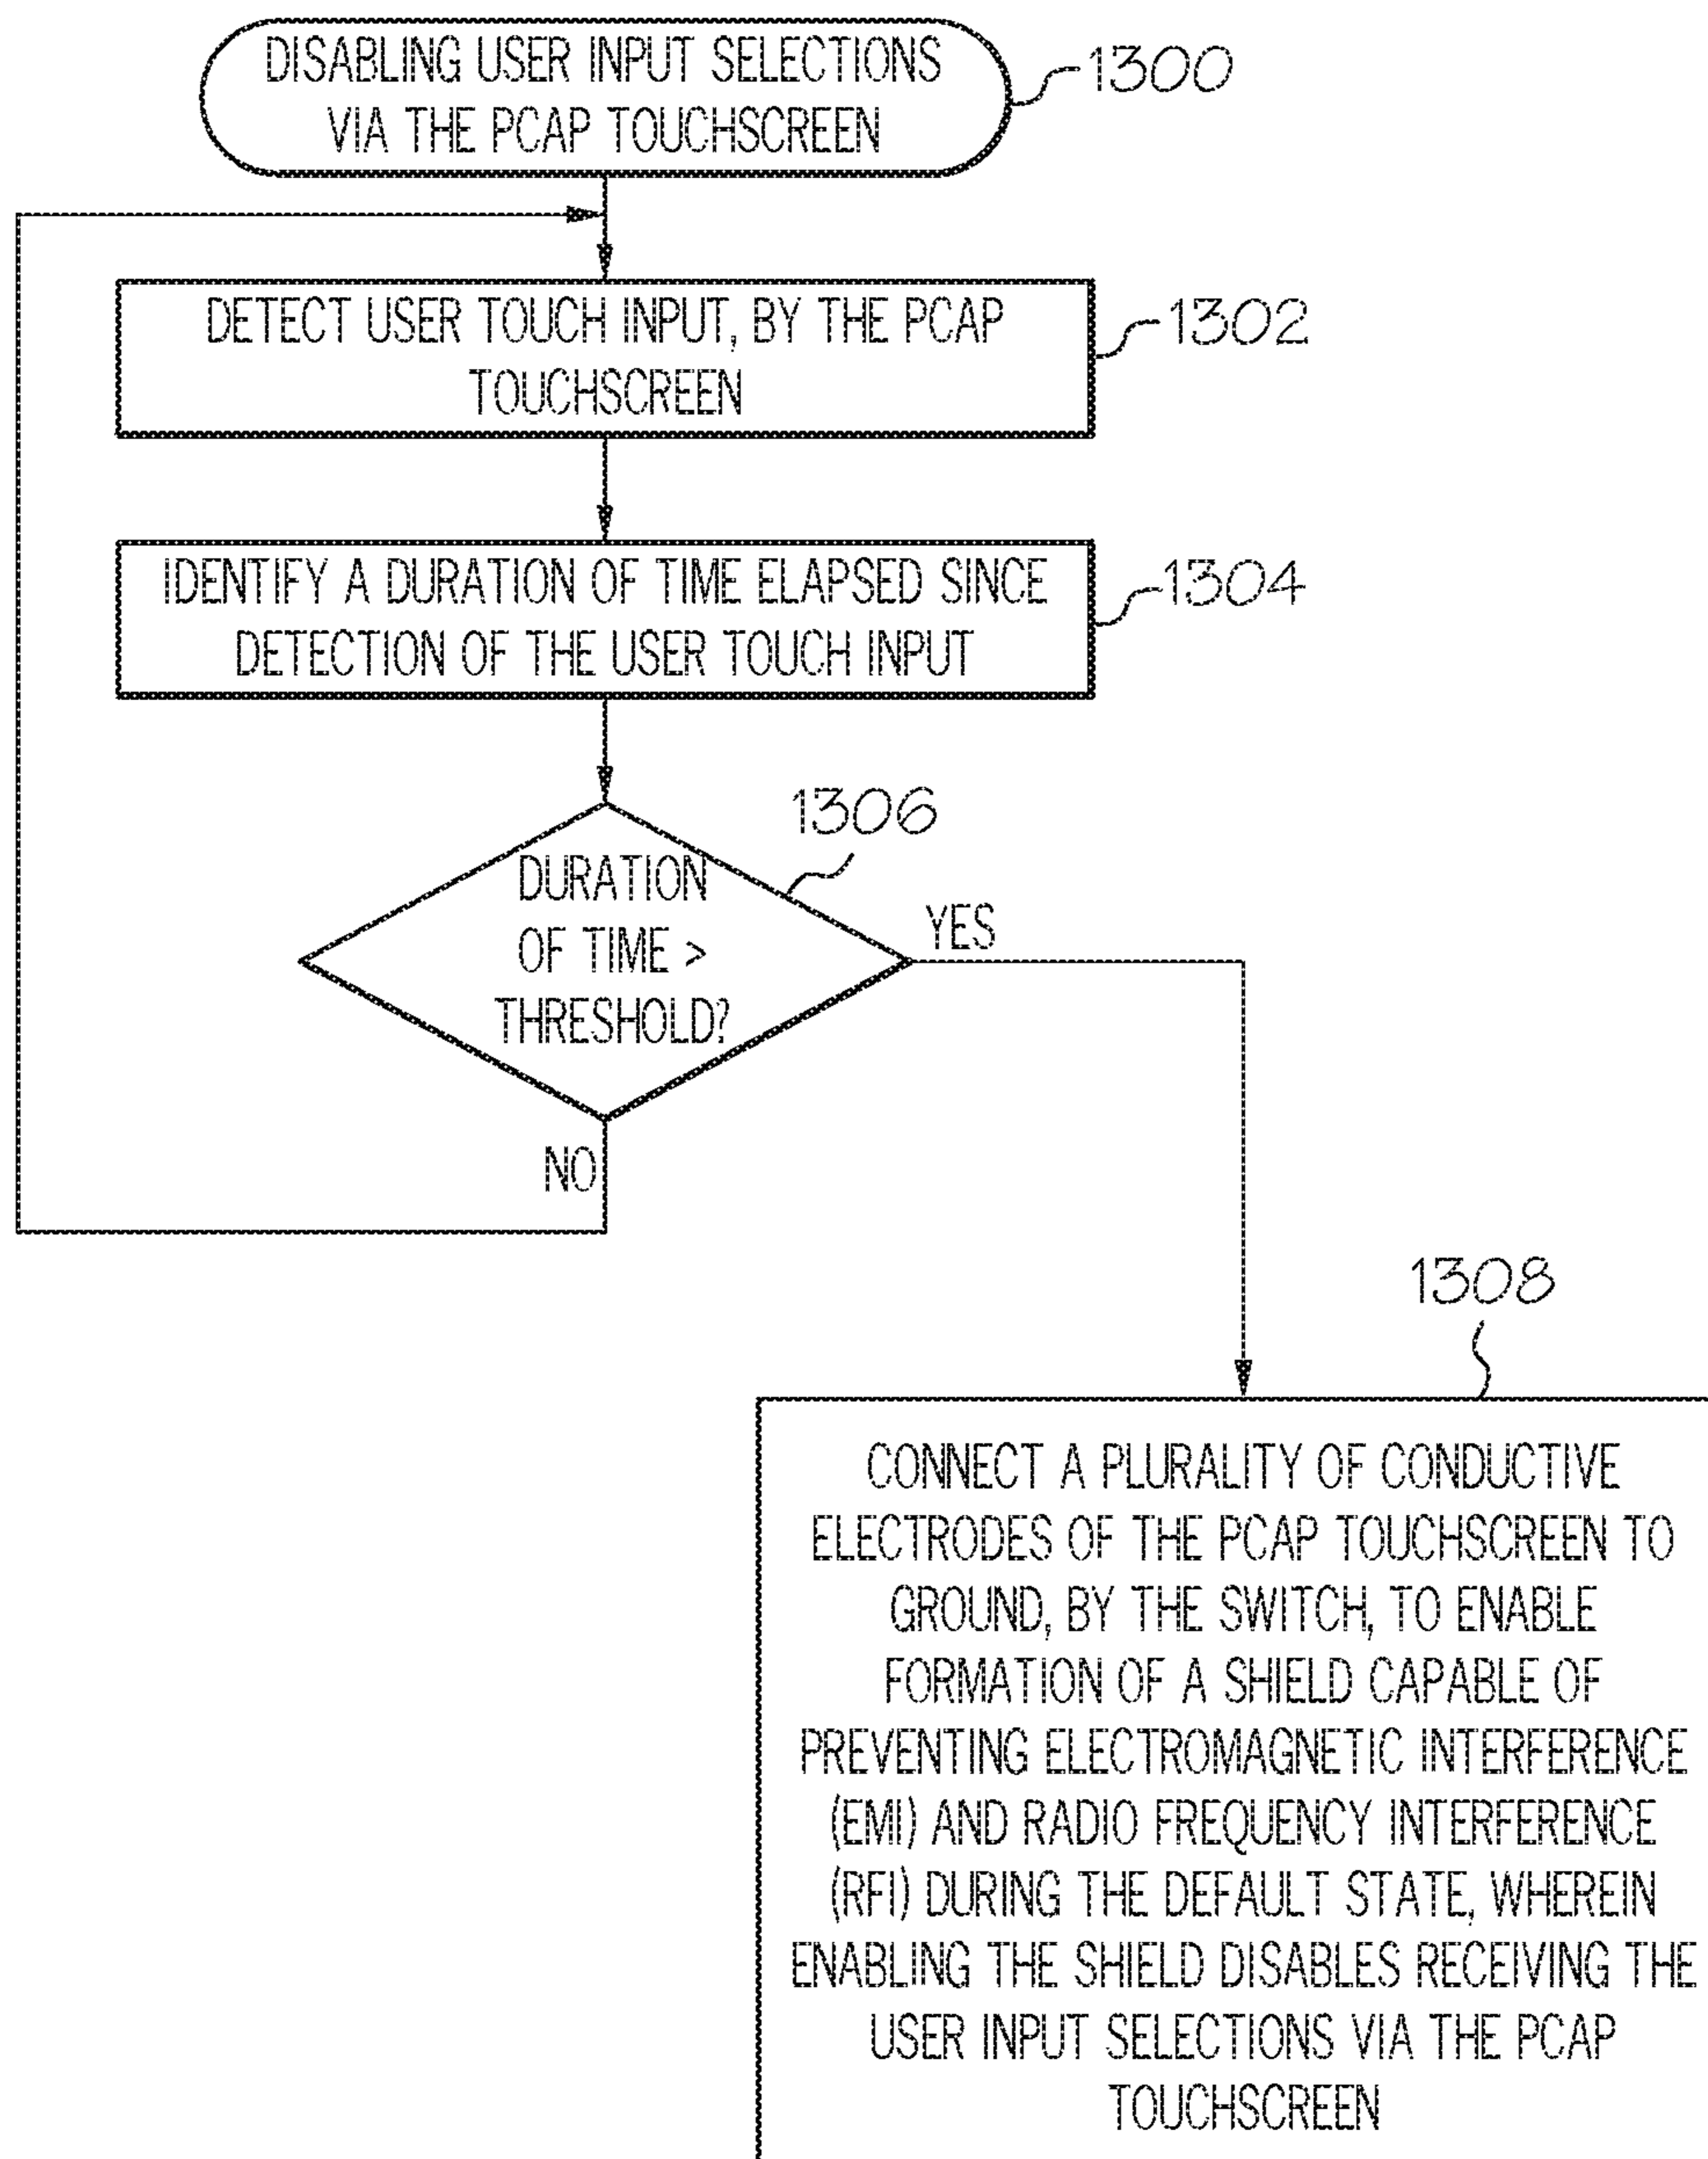 DISABLING USER INPUT SELECTIONS
VIA THE PCAP TOUCHSCREEN
1300
DETECT USER TOUCH INPUT, BY THE PCAP
TOUCHSCREEN
1302
IDENTIFY A DURATION OF TIME ELAPSED SINCE
DETECTION OF THE USER TOUCH INPUT
1304
1306
DURATION
OF TIME >
THRESHOLD?
YES
NO
1308
CONNECT A PLURALITY OF CONDUCTIVE
ELECTRODES OF THE PCAP TOUCHSCREEN TO
GROUND, BY THE SWITCH, TO ENABLE
FORMATION OF A SHIELD CAPABLE OF
PREVENTING ELECTROMAGNETIC INTERFERENCE
(EMI) AND RADIO FREQUENCY INTERFERENCE
(RFI) DURING THE DEFAULT STATE, WHEREIN
ENABLING THE SHIELD DISABLES RECEIVING THE
USER INPUT SELECTIONS VIA THE PCAP
TOUCHSCREEN